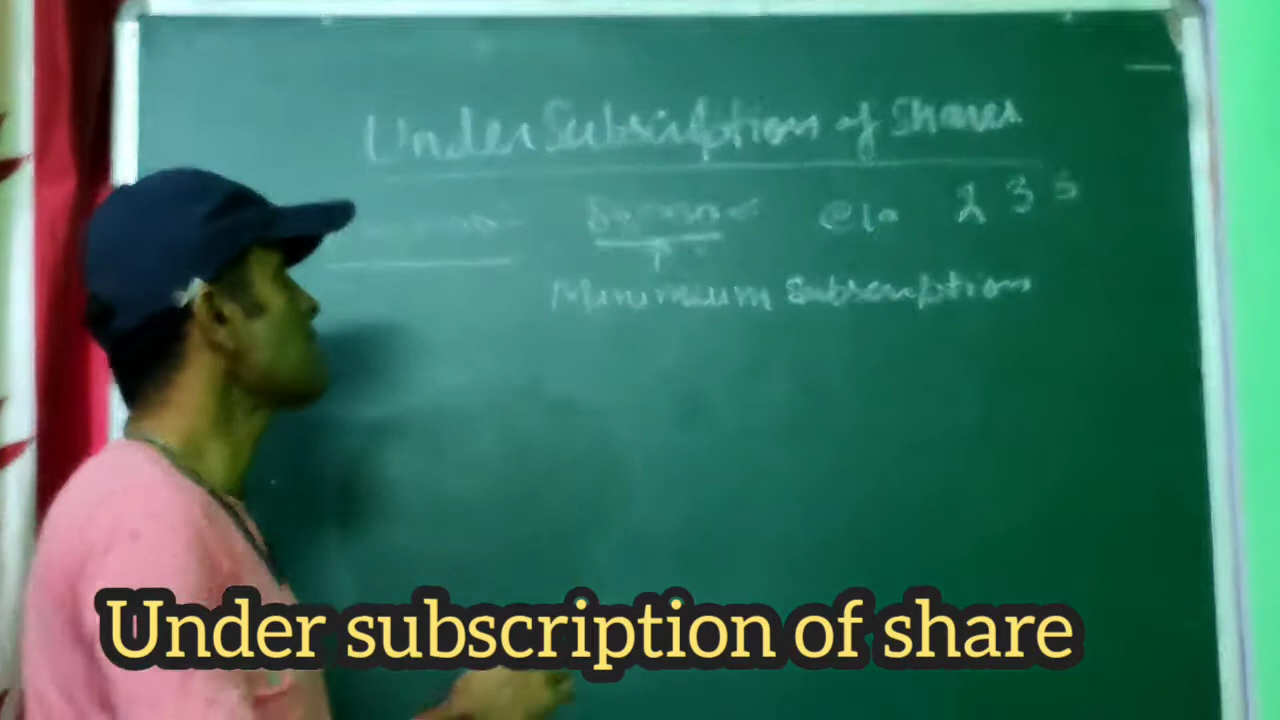 Under Subscription of Shares
@ 10 2 3 5
Minimum Subscription
Under subscription of share